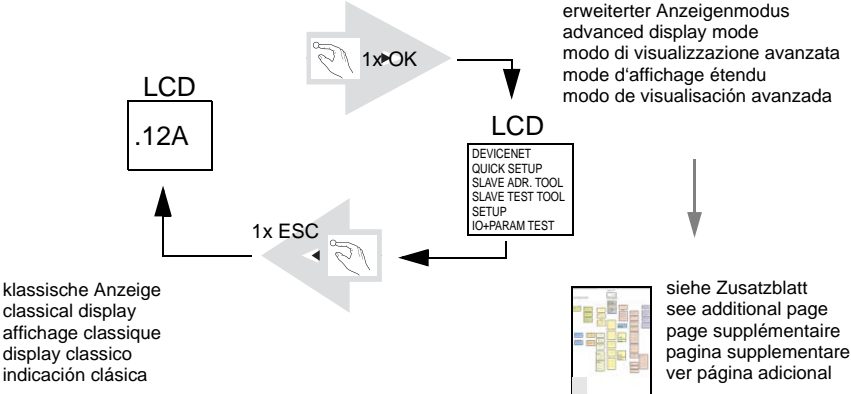 erweiterter Anzeigenmodus
advanced display mode
modo di visualizzazione avanzata
mode d'affichage étendu
modo de visualisación avanzada
1x OK
LCD
.12A
LCD
DEVICENET
QUICK SETUP
SLAVE ADR. TOOL
SLAVE TEST TOOL
SETUP
IO+PARAM TEST
1x ESC
klassische Anzeige
classical display
affichage classique
display classico
indicación clásica
siehe Zusatzblatt
see additional page
page supplémentaire
pagina supplementare
ver página adicional